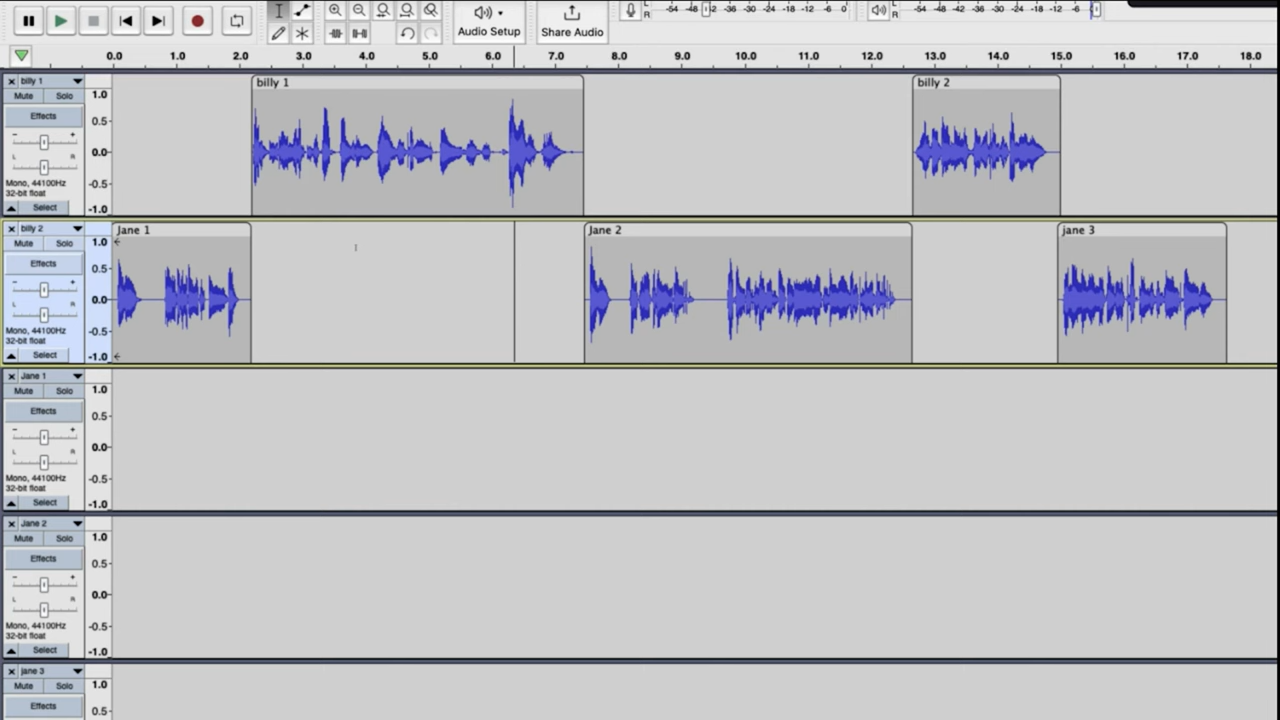 L
R
-54 -48 -42 -36 -30 -24 -18 -12 -6 0
L
R
-54 -48 -42 -36 -30 -24 -18 -12 -6
Audio Setup
Share Audio
0.0 1.0 2.0 3.0 4.0 5.0 6.0 7.0 8.0 9.0 10.0 11.0 12.0 13.0 14.0 15.0 16.0 17.0 18.0
billy 1
Mute Solo
Effects
- +
L R
Mono, 44100Hz
32-bit float
Select
1.0
0.5
0.0
-0.5
-1.0
billy 1
billy 2
billy 2
Mute Solo
Effects
- +
L R
Mono, 44100Hz
32-bit float
Select
1.0
0.5
0.0
-0.5
-1.0
Jane 1
Jane 2
jane 3
Jane 1
Mute Solo
Effects
- +
L R
Mono, 44100Hz
32-bit float
Select
1.0
0.5
0.0
-0.5
-1.0
Jane 2
Mute Solo
Effects
- +
L R
Mono, 44100Hz
32-bit float
Select
1.0
0.5
0.0
-0.5
-1.0
jane 3
Mute Solo
Effects
1.0
0.5